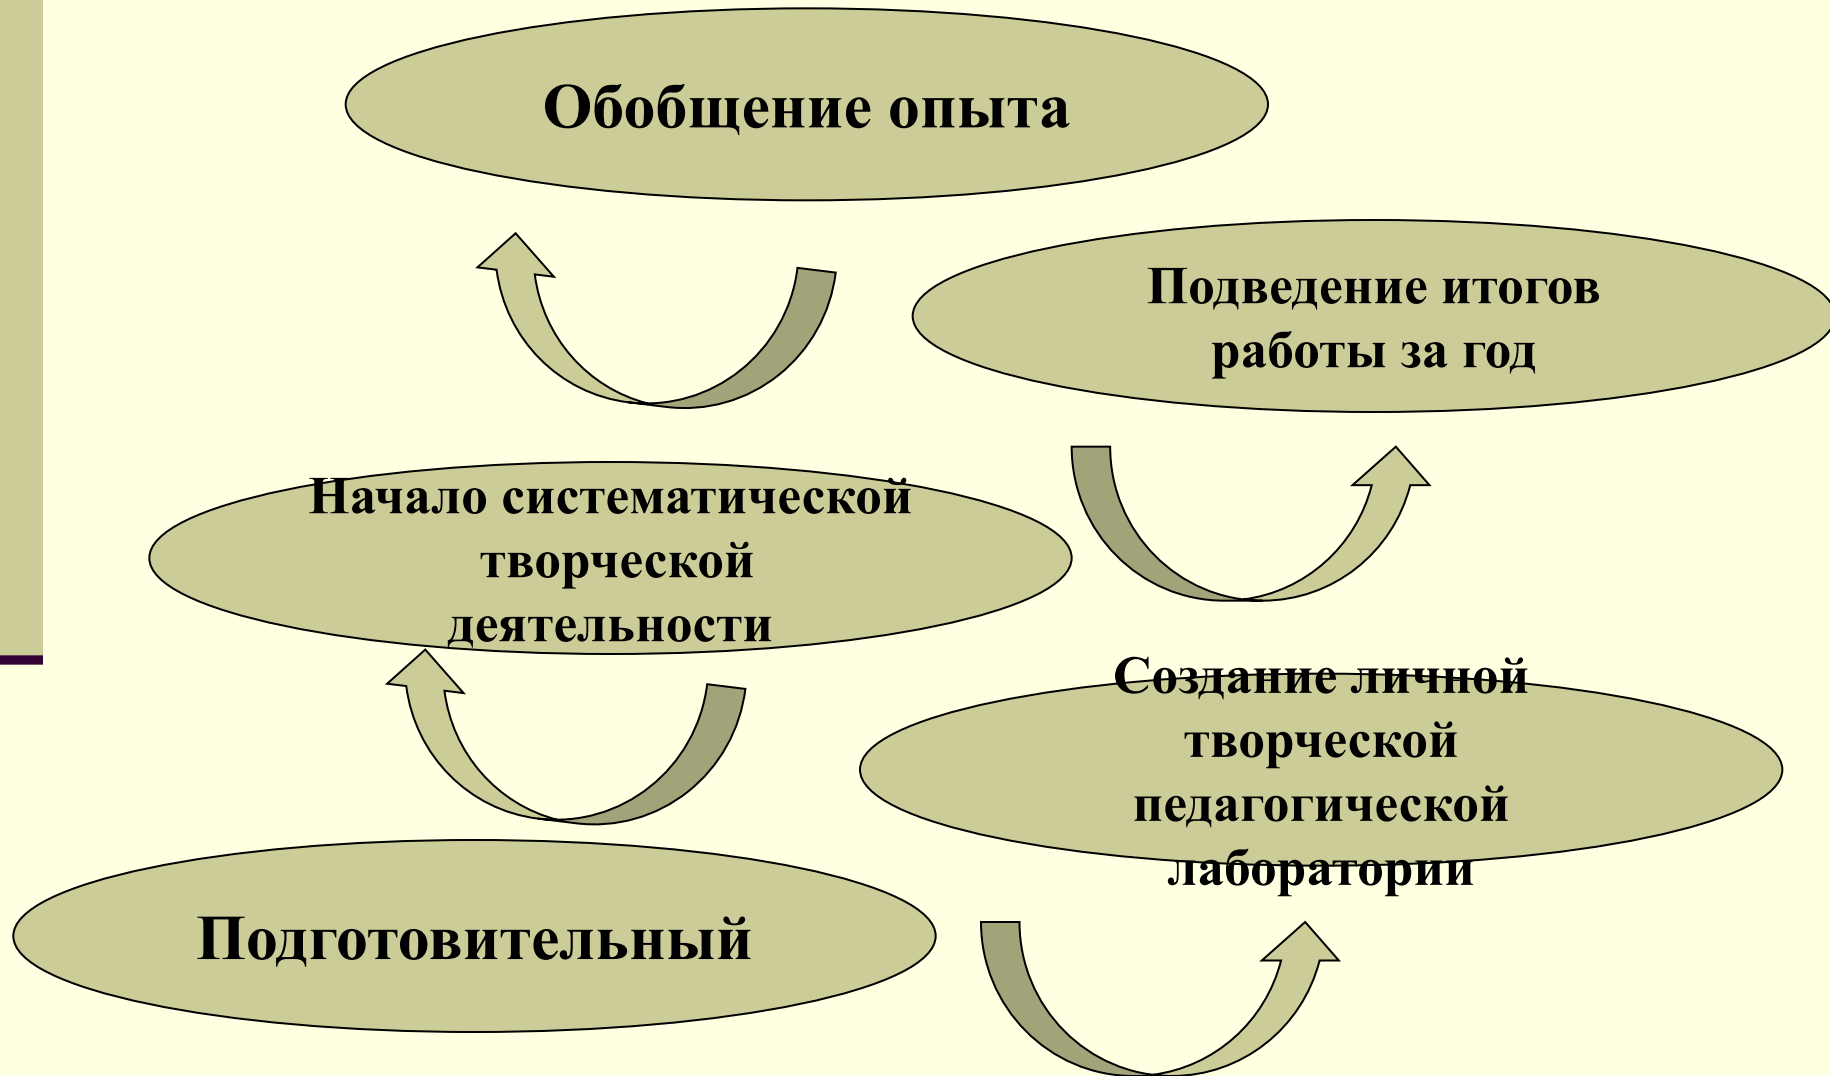 Обобщение опыта
Подведение итогов
работы за год
Начало систематической
творческой
деятельности
Создание личной
творческой
педагогической
лаборатории
Подготовительный